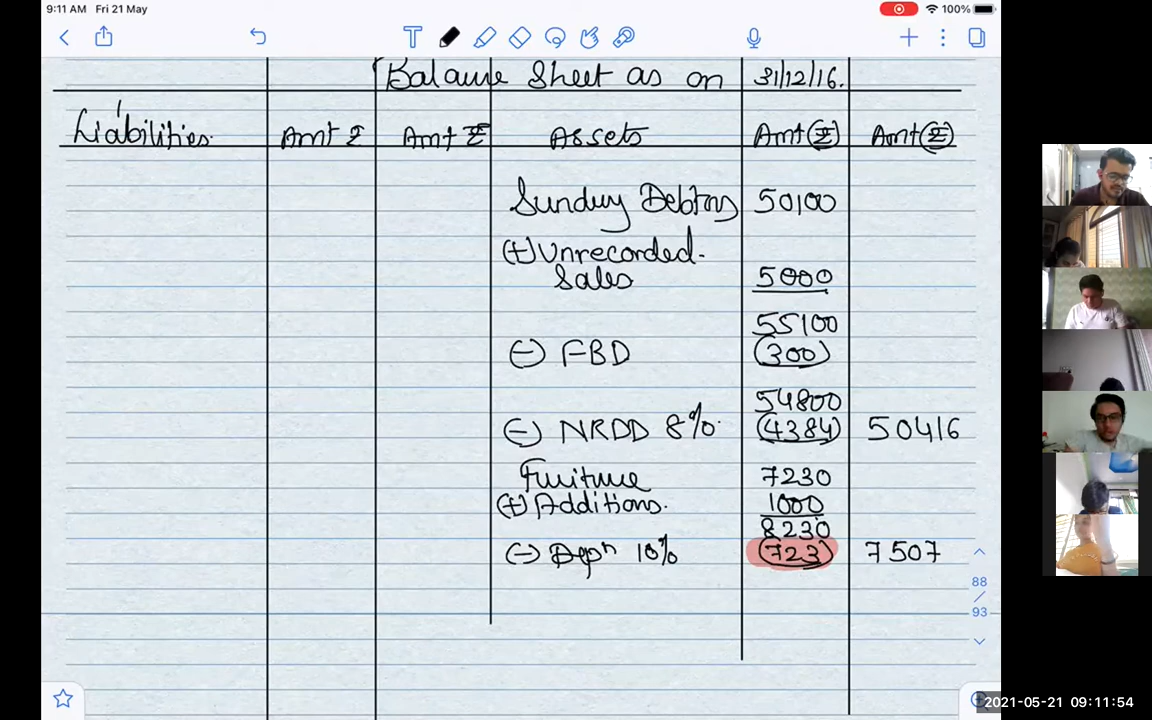 9:11 AM Fri 21 May
100%
Balance Sheet as on 31/12/16.
Liabilities. Amt ₹ Amt ₹ Assets Amt (₹) Amt (₹)
Sundry Debtors 50100
(+) Unrecorded.
Sales 5000
55100
(-) FBD (300)
54800
(-) NRDD 8%. (4384) 50416
Furniture 7230
(+) Additions. 1000
8230
(-) Depn 10% (723) 7507
88
/
93
2021-05-21 09:11:54